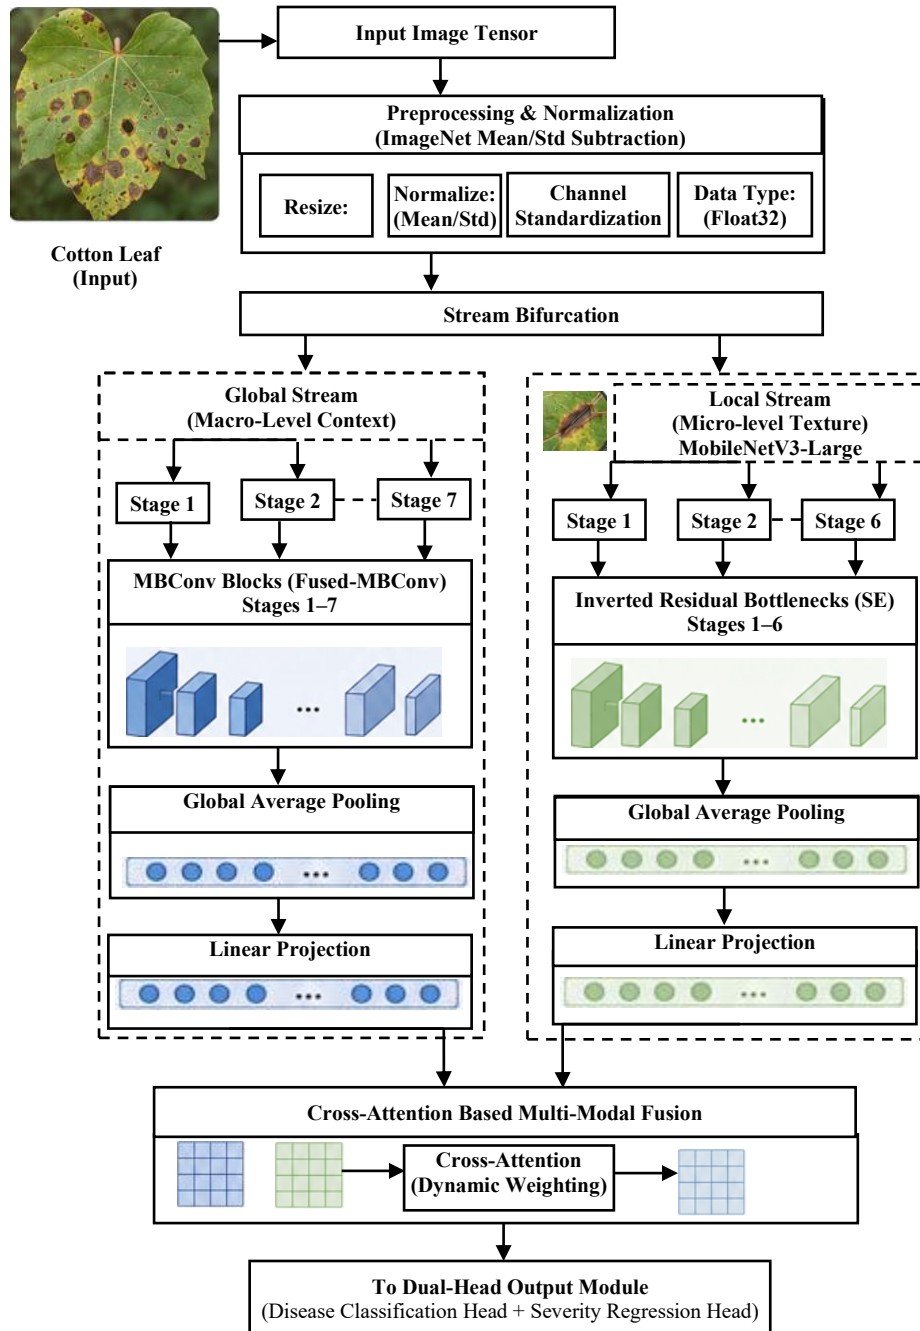 Input Image Tensor
Preprocessing & Normalization
(ImageNet Mean/Std Subtraction)
Resize:
Normalize:
(Mean/Std)
Channel
Standardization
Data Type:
(Float32)
Cotton Leaf
(Input)
Stream Bifurcation
Global Stream
(Macro-Level Context)
Stage 1
Stage 2
Stage 7
MBConv Blocks (Fused-MBConv)
Stages 1–7
...
Global Average Pooling
...
Linear Projection
...
Local Stream
(Micro-level Texture)
MobileNetV3-Large
Stage 1
Stage 2
Stage 6
Inverted Residual Bottlenecks (SE)
Stages 1–6
...
Global Average Pooling
...
Linear Projection
...
Cross-Attention Based Multi-Modal Fusion
Cross-Attention
(Dynamic Weighting)
To Dual-Head Output Module
(Disease Classification Head + Severity Regression Head)